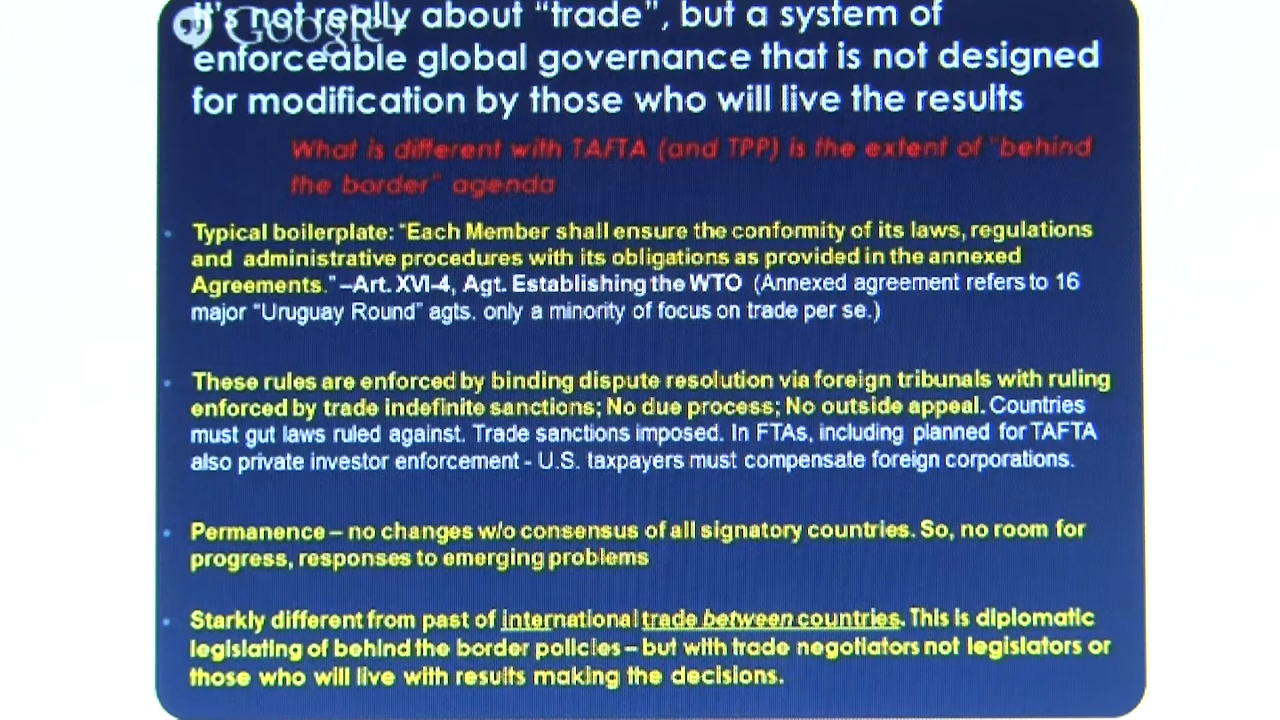 It's not really about "trade", but a system of
Google+
enforceable global governance that is not designed
for modification by those who will live the results
What is different with TAFTA (and TPP) is the extent of "behind
the border" agenda
Typical boilerplate: "Each Member shall ensure the conformity of its laws, regulations
and administrative procedures with its obligations as provided in the annexed
Agreements." –Art. XVI-4, Agt. Establishing the WTO (Annexed agreement refers to 16
major "Uruguay Round" agts. only a minority of focus on trade per se.)
These rules are enforced by binding dispute resolution via foreign tribunals with ruling
enforced by trade indefinite sanctions; No due process; No outside appeal. Countries
must gut laws ruled against. Trade sanctions imposed. In FTAs, including planned for TAFTA
also private investor enforcement - U.S. taxpayers must compensate foreign corporations.
Permanence – no changes w/o consensus of all signatory countries. So, no room for
progress, responses to emerging problems
Starkly different from past of international trade between countries. This is diplomatic
legislating of behind the border policies – but with trade negotiators not legislators or
those who will live with results making the decisions.